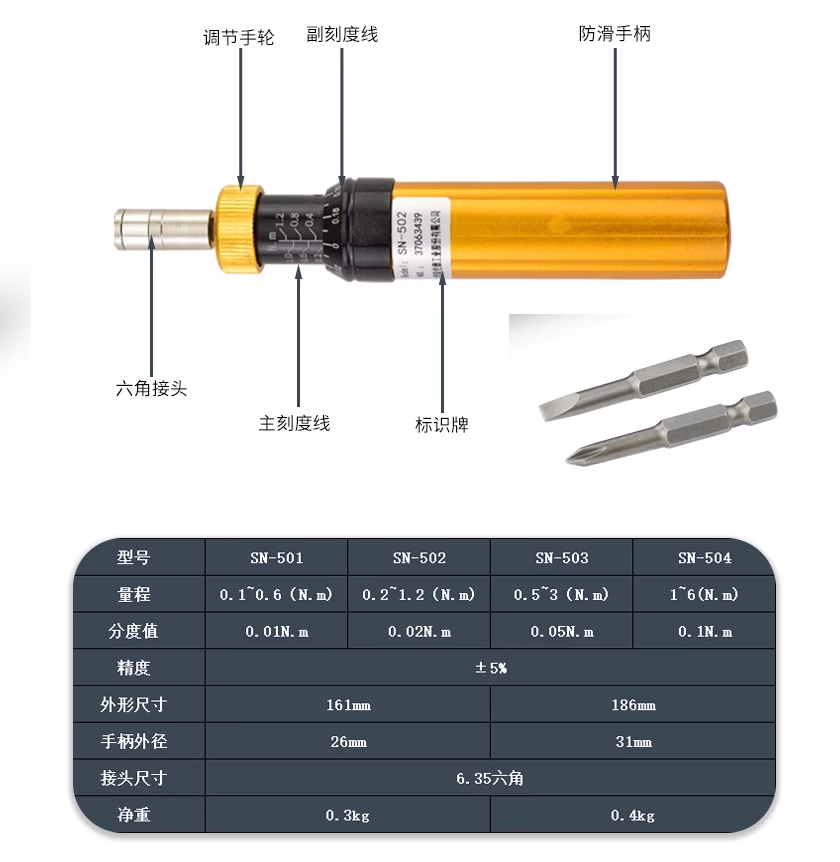 调节手轮
副刻度线
防滑手柄
1.2
0.8
0.4
0.18
0
SN-502
37063439
六角接头
主刻度线
标识牌
型号 SN-501 SN-502 SN-503 SN-504
量程 0.1~0.6 (N.m) 0.2~1.2 (N.m) 0.5~3 (N.m) 1~6(N.m)
分度值 0.01N.m 0.02N.m 0.05N.m 0.1N.m
精度 ±5%
外形尺寸 161mm 186mm
手柄外径 26mm 31mm
接头尺寸 6.35六角
净重 0.3kg 0.4kg